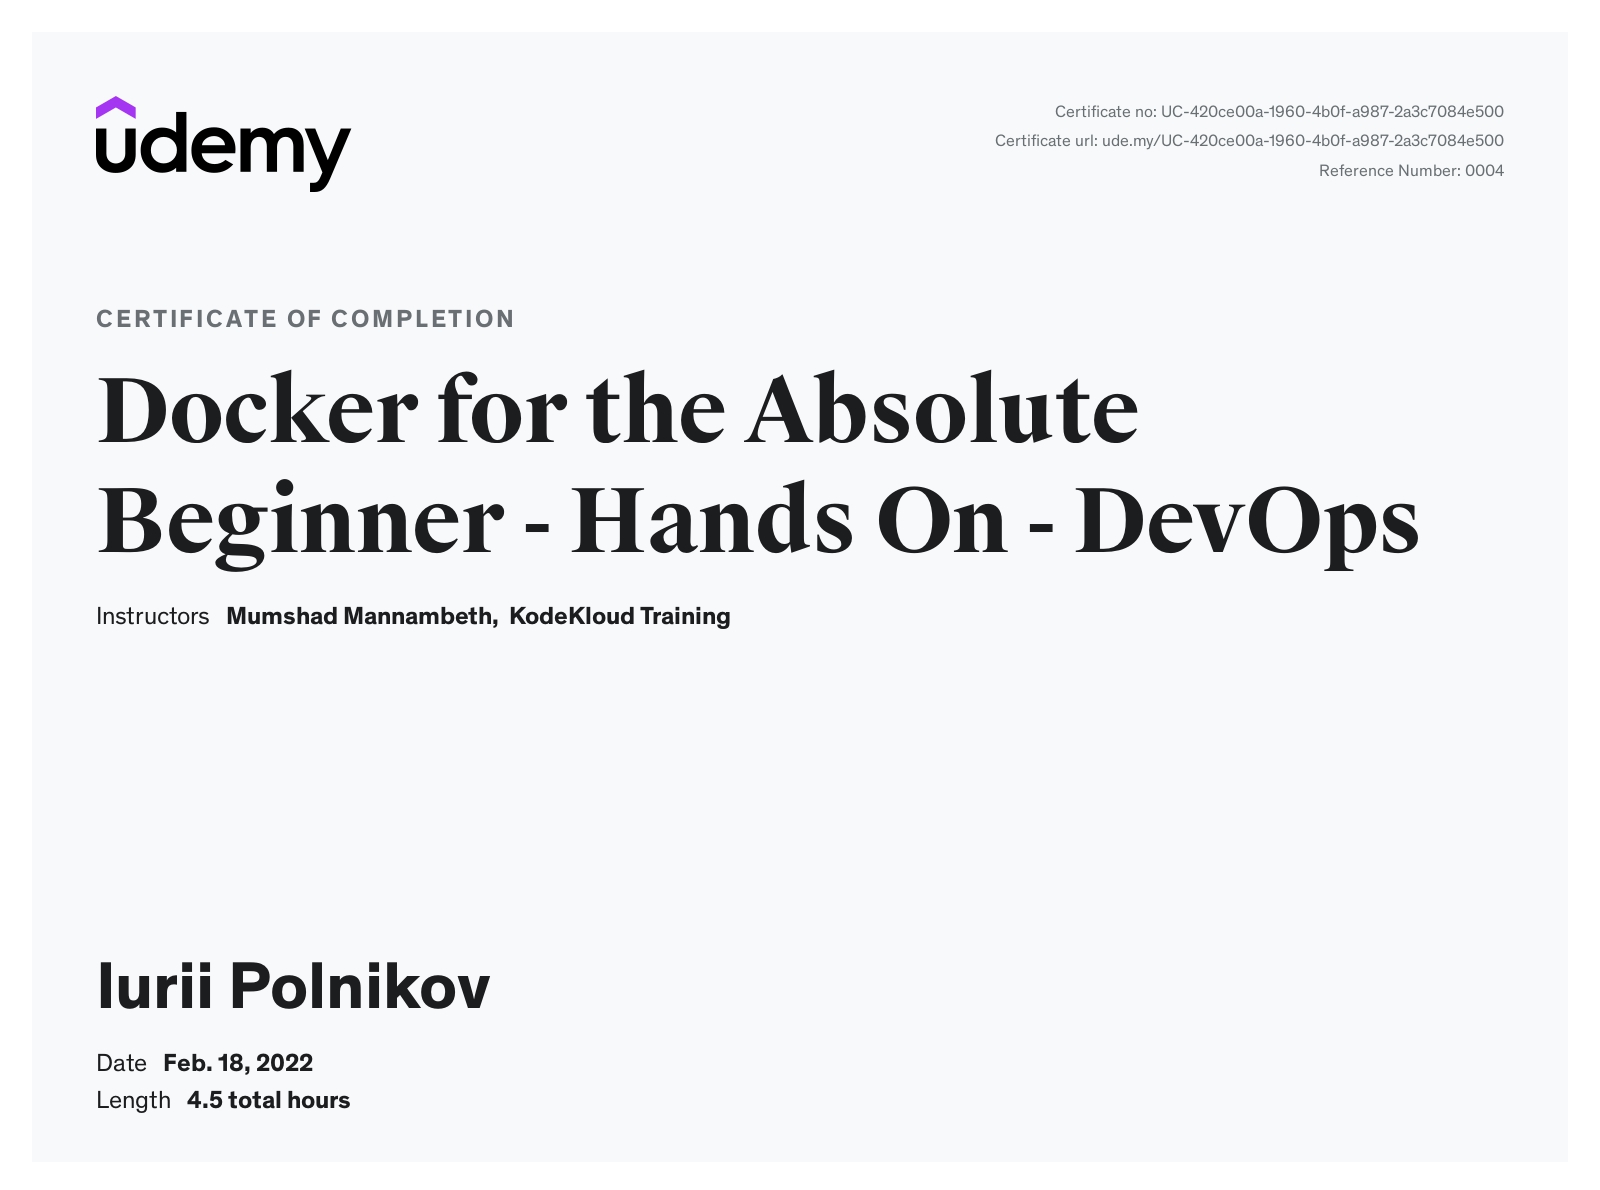 udemy
Certificate no: UC-420ce00a-1960-4b0f-a987-2a3c7084e500
Certificate url: ude.my/UC-420ce00a-1960-4b0f-a987-2a3c7084e500
Reference Number: 0004
CERTIFICATE OF COMPLETION
Docker for the Absolute
Beginner - Hands On - DevOps
Instructors Mumshad Mannambeth, KodeKloud Training
Iurii Polnikov
Date Feb. 18, 2022
Length 4.5 total hours